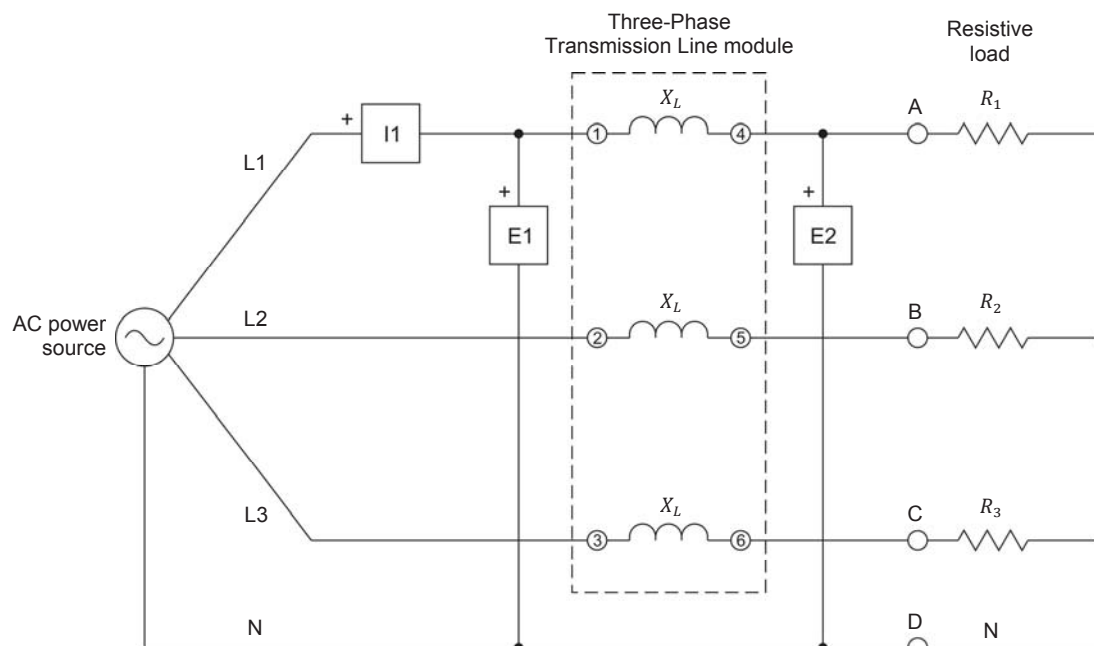 Three-Phase
Transmission Line module
Resistive
load
X_L
A
R_1
+
I1
1
4
L1
+
E1
+
E2
AC power
source
L2
X_L
B
R_2
2
5
L3
X_L
C
R_3
3
6
N
D
N